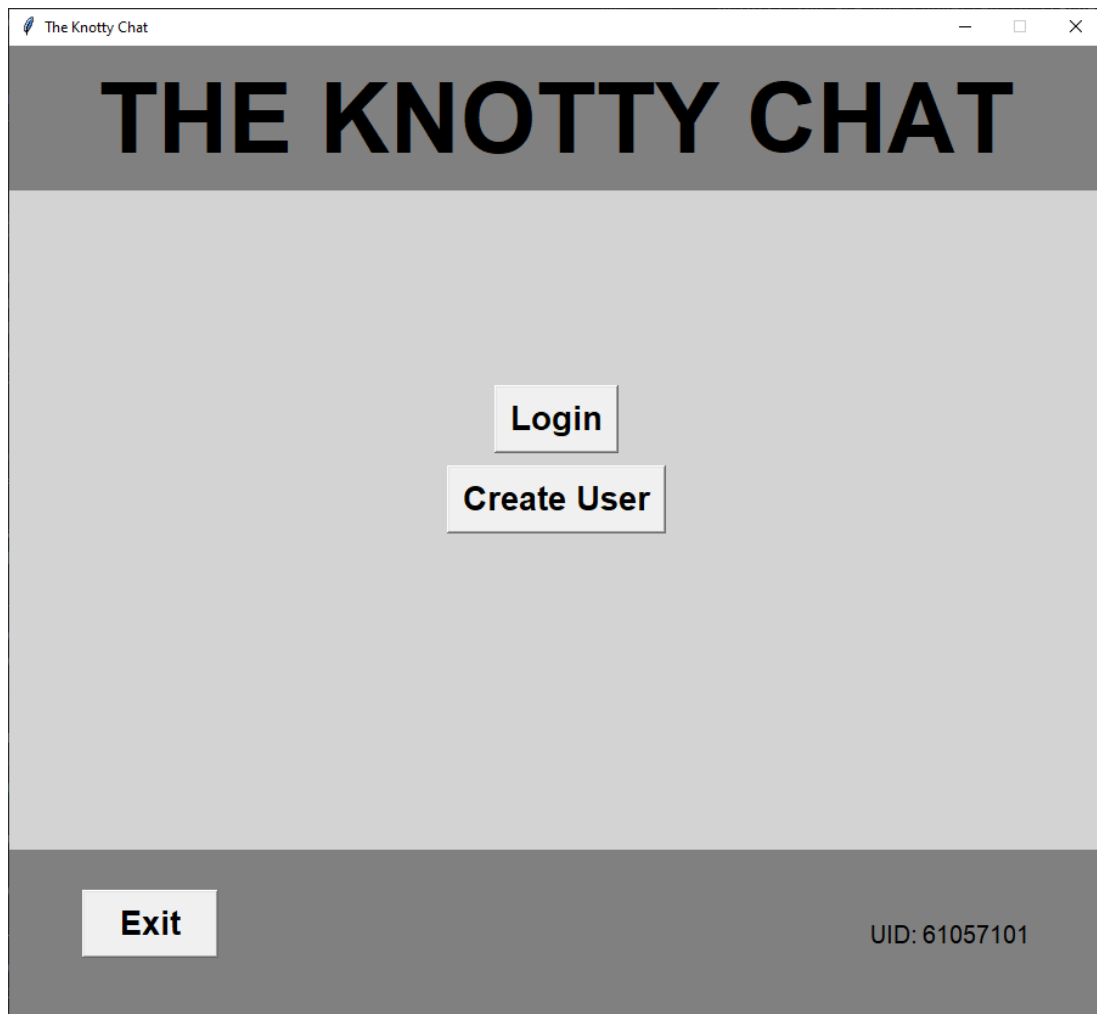 The Knotty Chat
THE KNOTTY CHAT
Login
Create User
Exit
UID: 61057101